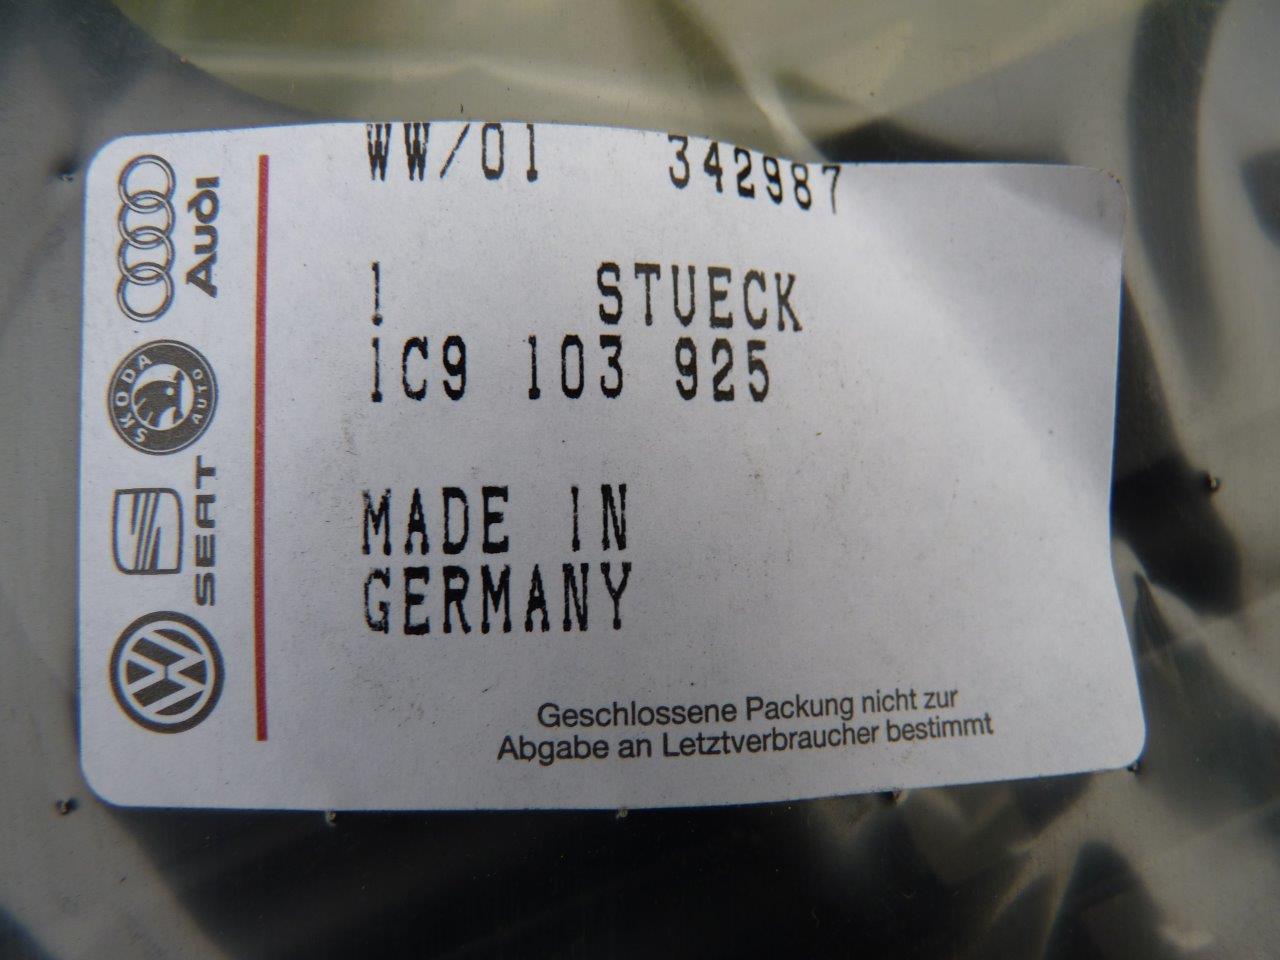 WW/01 342987
1 STUECK
1C9 103 925
MADE IN
GERMANY
Geschlossene Packung nicht zur
Abgabe an Letztverbraucher bestimmt
Audi
SKODA
AUTO
SEAT
VW